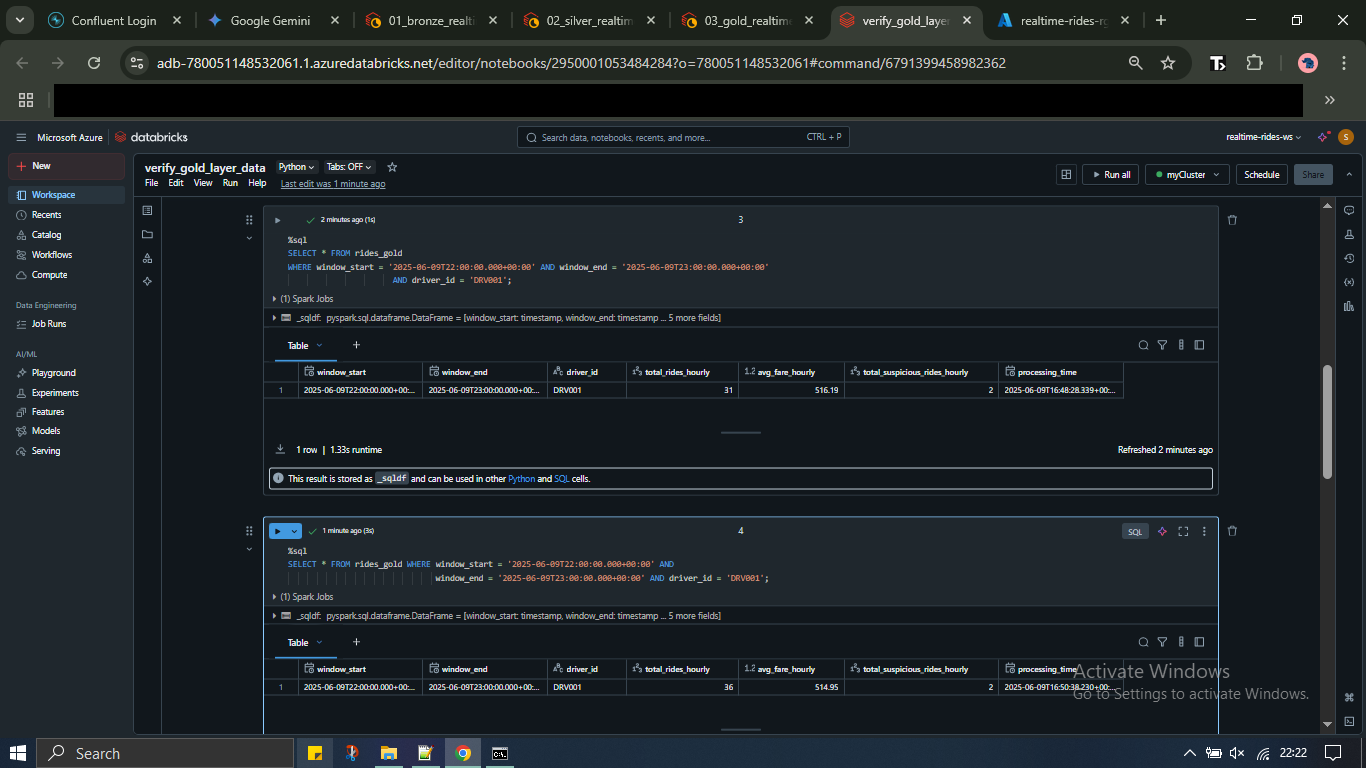 Confluent Login
Google Gemini
01_bronze_realti
02_silver_realtim
03_gold_realtime
verify_gold_laye
realtime-rides-rg
adb-780051148532061.1.azuredatabricks.net/editor/notebooks/2950001053484284?o=780051148532061#command/6791399458982362
Microsoft Azure databricks
Search data, notebooks, recents, and more... CTRL + P
realtime-rides-ws S
New
Workspace
Recents
Catalog
Workflows
Compute
Data Engineering
Job Runs
AI/ML
Playground
Experiments
Features
Models
Serving
verify_gold_layer_data Python Tabs: OFF
File Edit View Run Help Last edit was 1 minute ago
Run all myCluster Schedule Share
2 minutes ago (1s) 3
%sql
SELECT * FROM rides_gold
WHERE window_start = '2025-06-09T22:00:00.000+00:00' AND window_end = '2025-06-09T23:00:00.000+00:00'
AND driver_id = 'DRV001';
(1) Spark Jobs
_sqldf: pyspark.sql.dataframe.DataFrame = [window_start: timestamp, window_end: timestamp ... 5 more fields]
Table +
window_start window_end driver_id 1.2 avg_fare_hourly total_rides_hourly total_suspicious_rides_hourly processing_time
1 2025-06-09T22:00:00.000+00:... 2025-06-09T23:00:00.000+00:... DRV001 31 516.19 2 2025-06-09T16:48:28.339+00:...
1 row | 1.33s runtime Refreshed 2 minutes ago
This result is stored as _sqldf and can be used in other Python and SQL cells.
1 minute ago (3s) 4 SQL
%sql
SELECT * FROM rides_gold WHERE window_start = '2025-06-09T22:00:00.000+00:00' AND
window_end = '2025-06-09T23:00:00.000+00:00' AND driver_id = 'DRV001';
(1) Spark Jobs
_sqldf: pyspark.sql.dataframe.DataFrame = [window_start: timestamp, window_end: timestamp ... 5 more fields]
Table +
window_start window_end driver_id total_rides_hourly 1.2 avg_fare_hourly total_suspicious_rides_hourly processing_time
1 2025-06-09T22:00:00.000+00:... 2025-06-09T23:00:00.000+00:... DRV001 36 514.95 2 2025-06-09T16:50:38.230+00:...
Activate Windows
Go to Settings to activate Windows.
Search
22:22